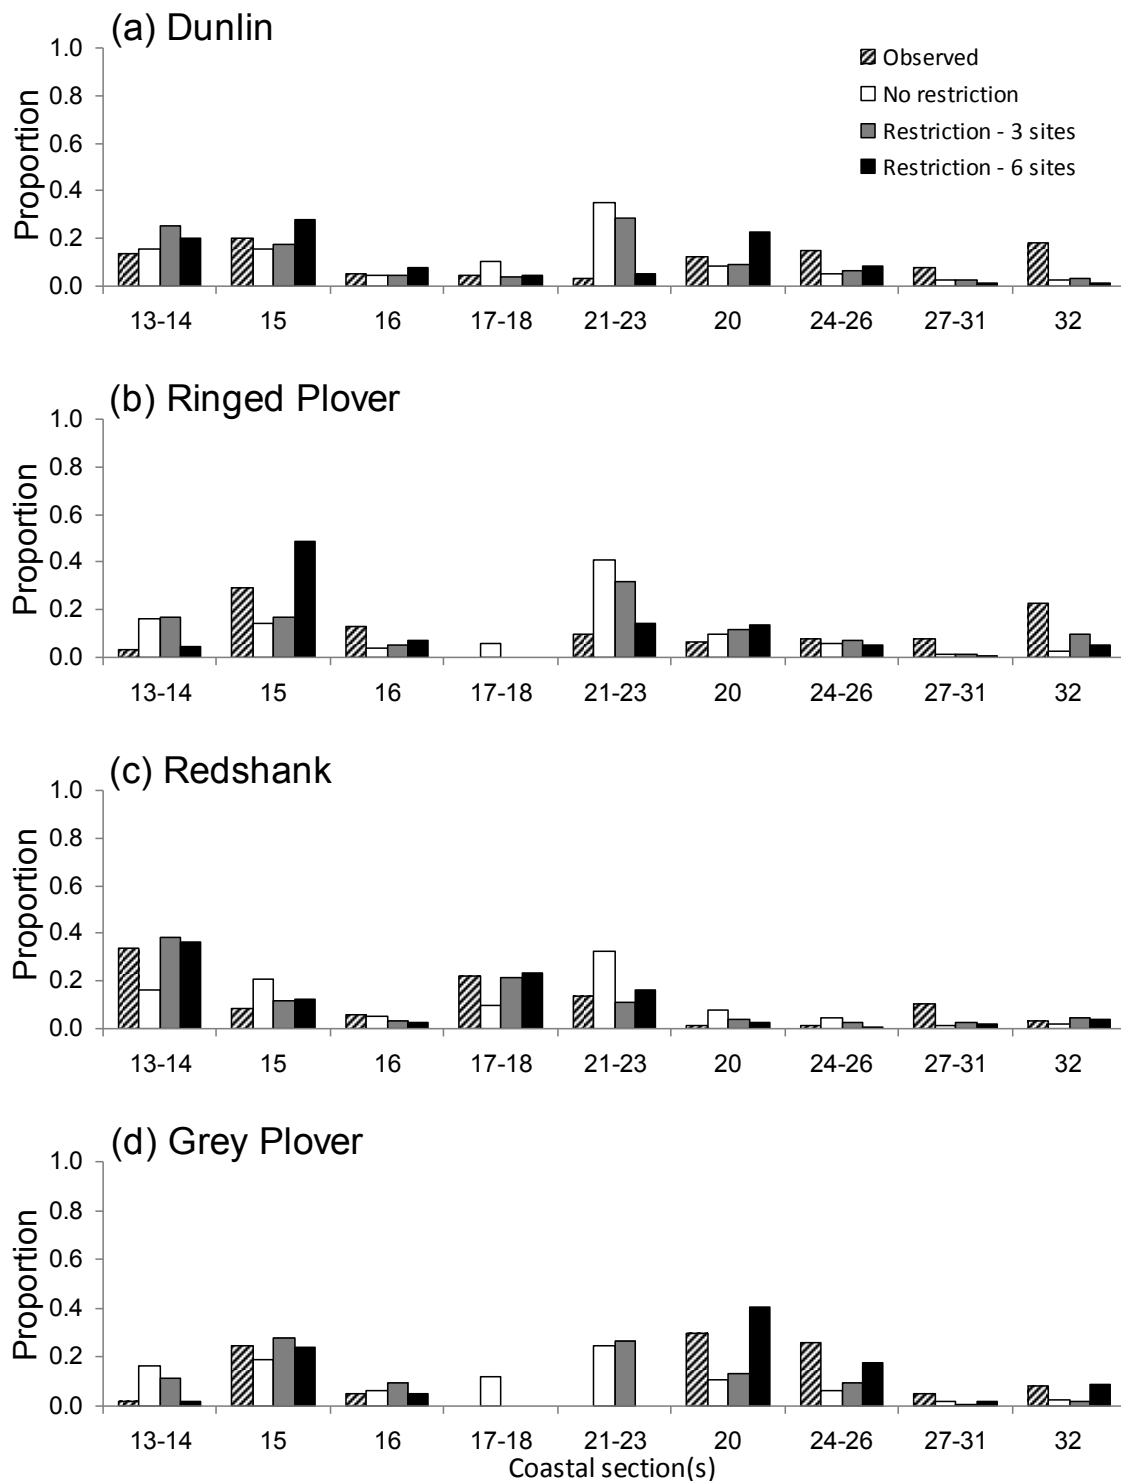 (a) Dunlin
1.0
0.8
0.6
0.4
0.2
0.0
Proportion
Observed
No restriction
Restriction - 3 sites
Restriction - 6 sites
13-14 15 16 17-18 21-23 20 24-26 27-31 32
(b) Ringed Plover
1.0
0.8
0.6
0.4
0.2
0.0
Proportion
13-14 15 16 17-18 21-23 20 24-26 27-31 32
(c) Redshank
1.0
0.8
0.6
0.4
0.2
0.0
Proportion
13-14 15 16 17-18 21-23 20 24-26 27-31 32
(d) Grey Plover
1.0
0.8
0.6
0.4
0.2
0.0
Proportion
13-14 15 16 17-18 21-23 20 24-26 27-31 32
Coastal section(s)